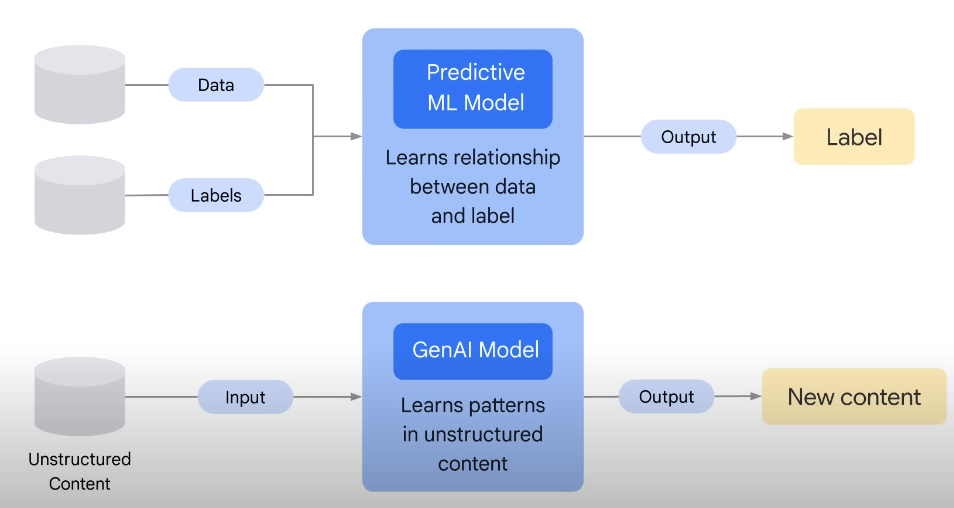 Data
Labels
Predictive
ML Model
Learns relationship
between data
and label
Output
Label
Unstructured
Content
Input
GenAI Model
Learns patterns
in unstructured
content
Output
New content